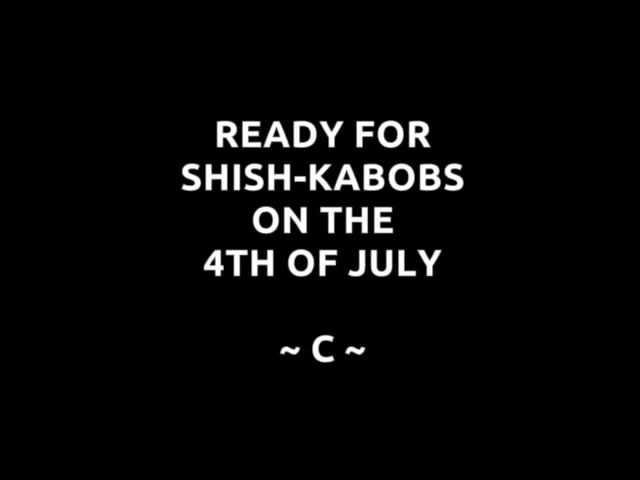 READY FOR
SHISH-KABOBS
ON THE
4TH OF JULY
~ C ~